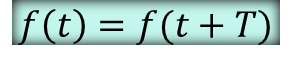 f(t) = f(t + T)